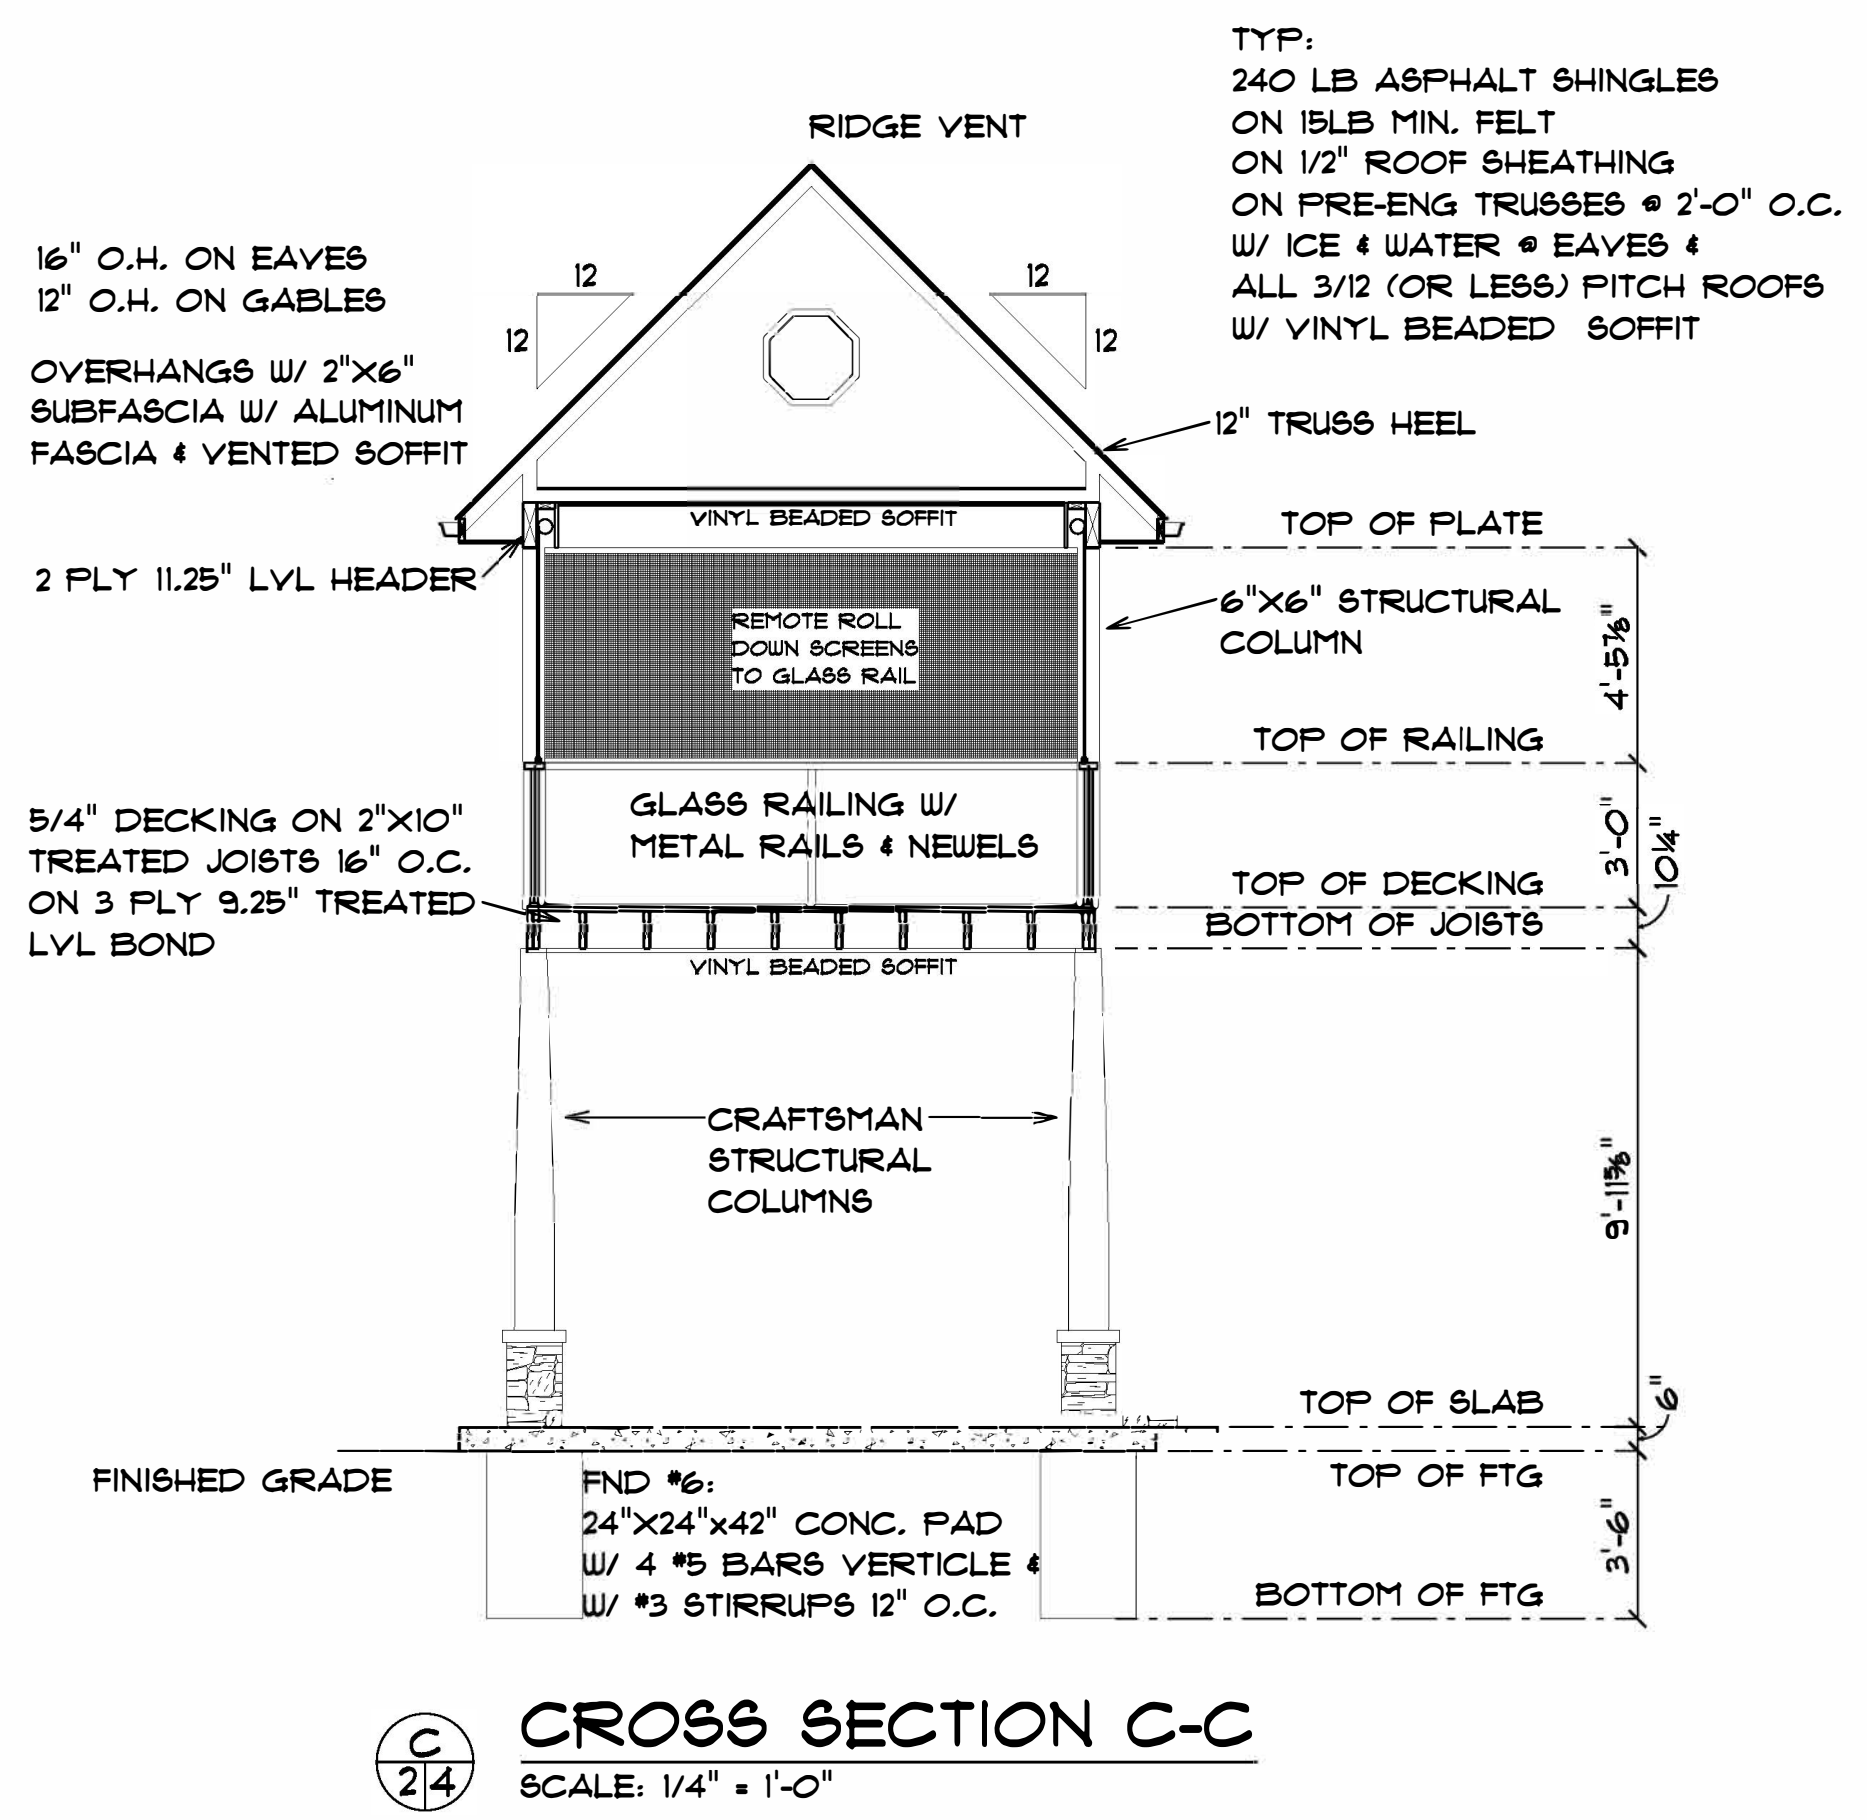 TYP:
240 LB ASPHALT SHINGLES
ON 15LB MIN. FELT
ON 1/2" ROOF SHEATHING
ON PRE-ENG TRUSSES @ 2'-0" O.C.
W/ ICE & WATER @ EAVES &
ALL 3/12 (OR LESS) PITCH ROOFS
W/ VINYL BEADED SOFFIT
RIDGE VENT
16" O.H. ON EAVES
12" O.H. ON GABLES
OVERHANGS W/ 2"X6"
SUBFASCIA W/ ALUMINUM
FASCIA & VENTED SOFFIT
12
12
12
12
12" TRUSS HEEL
VINYL BEADED SOFFIT
TOP OF PLATE
2 PLY 11.25" LVL HEADER
REMOTE ROLL
DOWN SCREENS
TO GLASS RAIL
6"X6" STRUCTURAL
COLUMN
4'-5⅞"
TOP OF RAILING
GLASS RAILING W/
METAL RAILS & NEWELS
3'-0"
10¼"
5/4" DECKING ON 2"X10"
TREATED JOISTS 16" O.C.
ON 3 PLY 9.25" TREATED
LVL BOND
TOP OF DECKING
BOTTOM OF JOISTS
VINYL BEADED SOFFIT
CRAFTSMAN
STRUCTURAL
COLUMNS
9'-11⅝"
TOP OF SLAB
6"
TOP OF FTG
FINISHED GRADE
FND #6:
24"X24"x42" CONC. PAD
W/ 4 #5 BARS VERTICLE &
W/ #3 STIRRUPS 12" O.C.
3'-6"
BOTTOM OF FTG
C
2 4
CROSS SECTION C-C
SCALE: 1/4" = 1'-0"